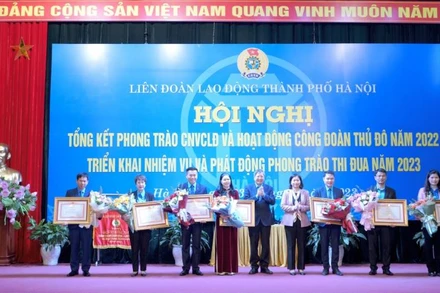 ĐẢNG CỘNG SẢN VIỆT NAM QUANG VINH MUÔN NĂM
LIÊN ĐOÀN LAO ĐỘNG THÀNH PHỐ HÀ NỘI
HỘI NGHỊ
TỔNG KẾT PHONG TRÀO CNVCLĐ VÀ HOẠT ĐỘNG CÔNG ĐOÀN THỦ ĐÔ NĂM 2022
TRIỂN KHAI NHIỆM VỤ VÀ PHÁT ĐỘNG PHONG TRÀO THI ĐUA NĂM 2023
Hà